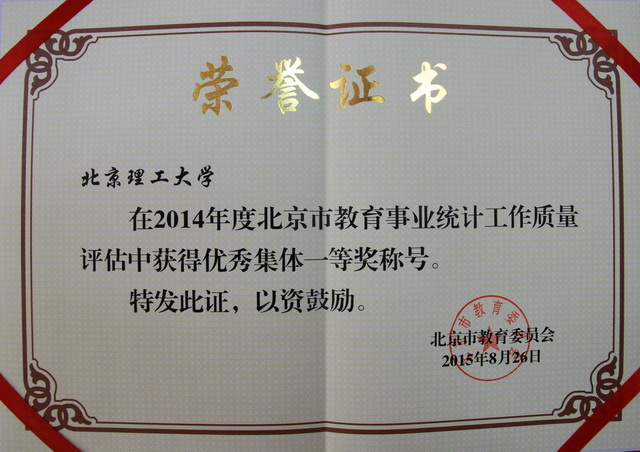 荣誉证书
北京理工大学
在2014年度北京市教育事业统计工作质量
评估中获得优秀集体一等奖称号。
特发此证，以资鼓励。
北京市教育委员会
2015年8月26日